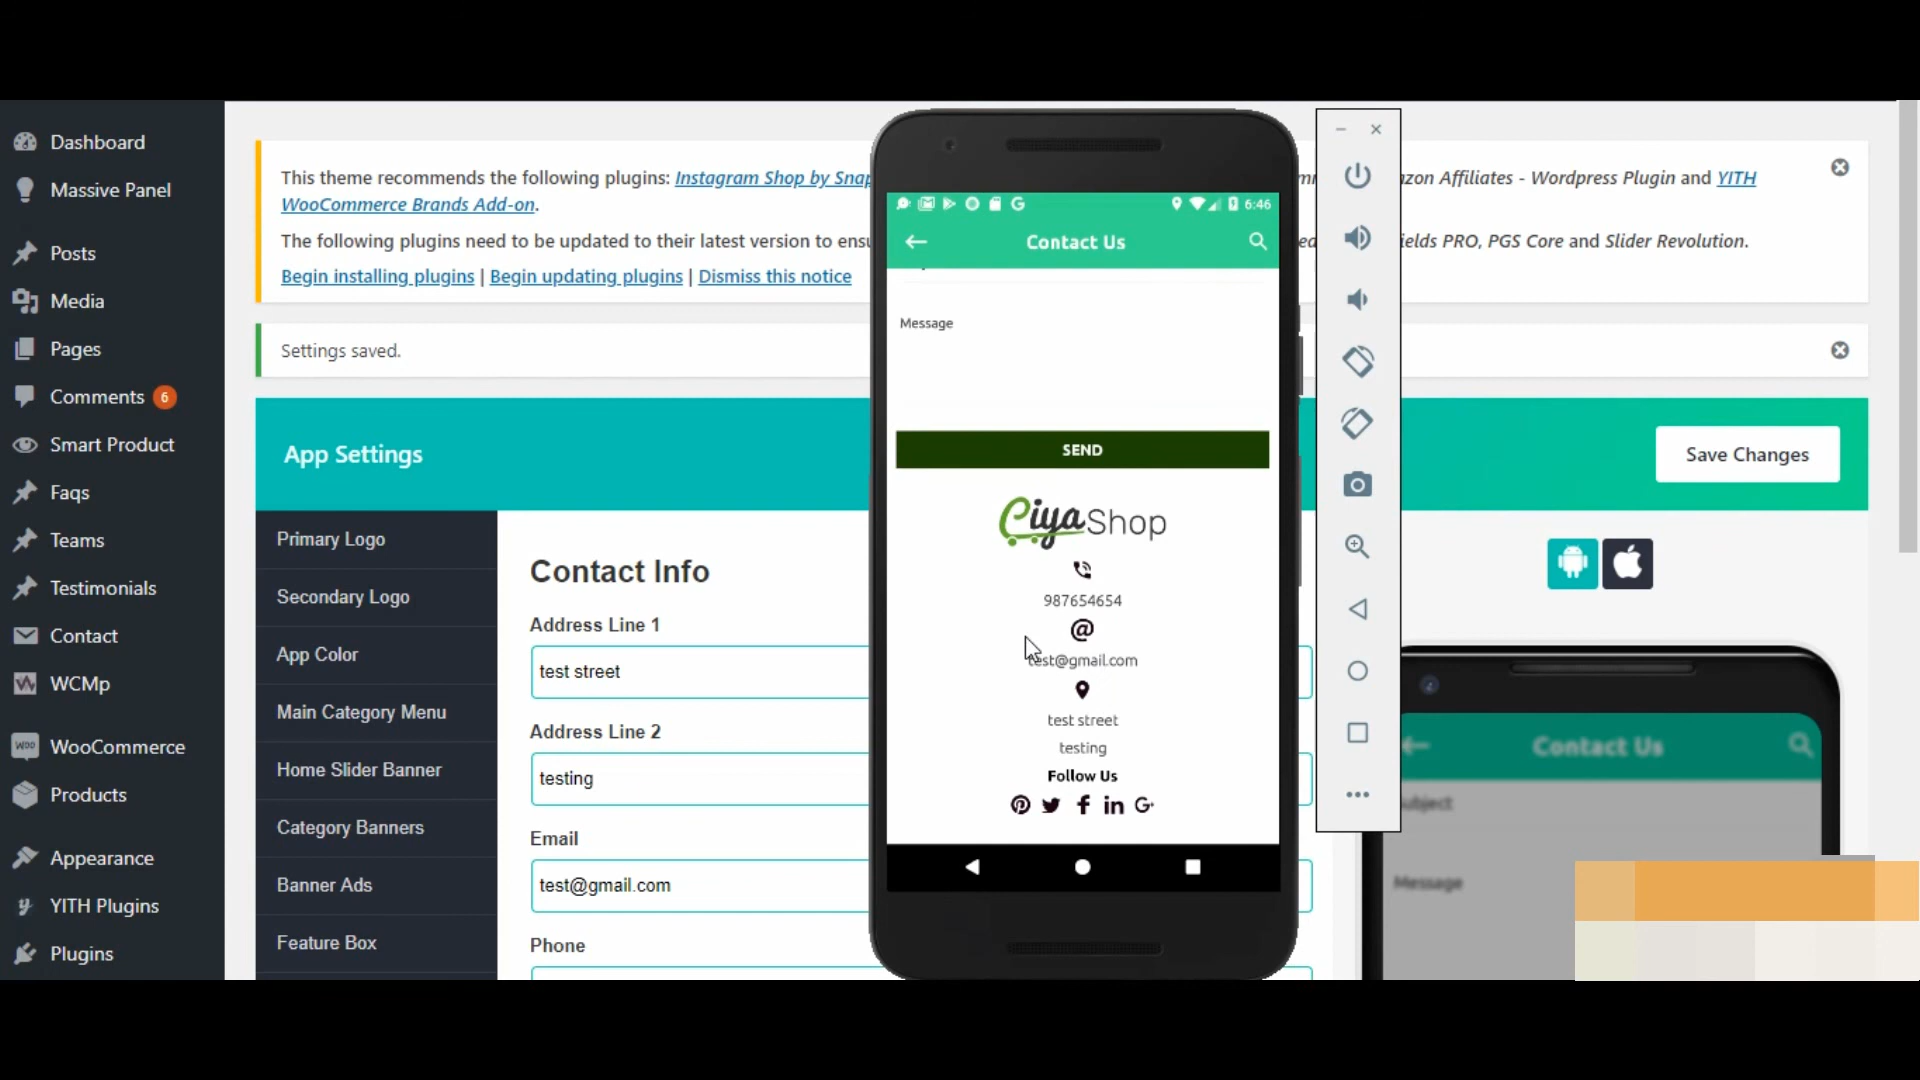 Dashboard
Massive Panel
Posts
Media
Pages
Comments 6
Smart Product
Faqs
Teams
Testimonials
Contact
WCMp
WooCommerce
Products
Appearance
YITH Plugins
Plugins
This theme recommends the following plugins: Instagram Shop by Snap
Amazon Affiliates - Wordpress Plugin and YITH
WooCommerce Brands Add-on.
The following plugins need to be updated to their latest version to
PRO, PGS Core and Slider Revolution.
Begin installing plugins | Begin updating plugins | Dismiss this notice
Settings saved.
App Settings
Save Changes
Primary Logo
Secondary Logo
App Color
Main Category Menu
Home Slider Banner
Category Banners
Banner Ads
Feature Box
Contact Info
Address Line 1
test street
Address Line 2
testing
Email
test@gmail.com
Phone
6:46
Contact Us
Message
SEND
CiyaShop
987654654
test@gmail.com
test street
testing
Follow Us
Contact Us
Subject
Message